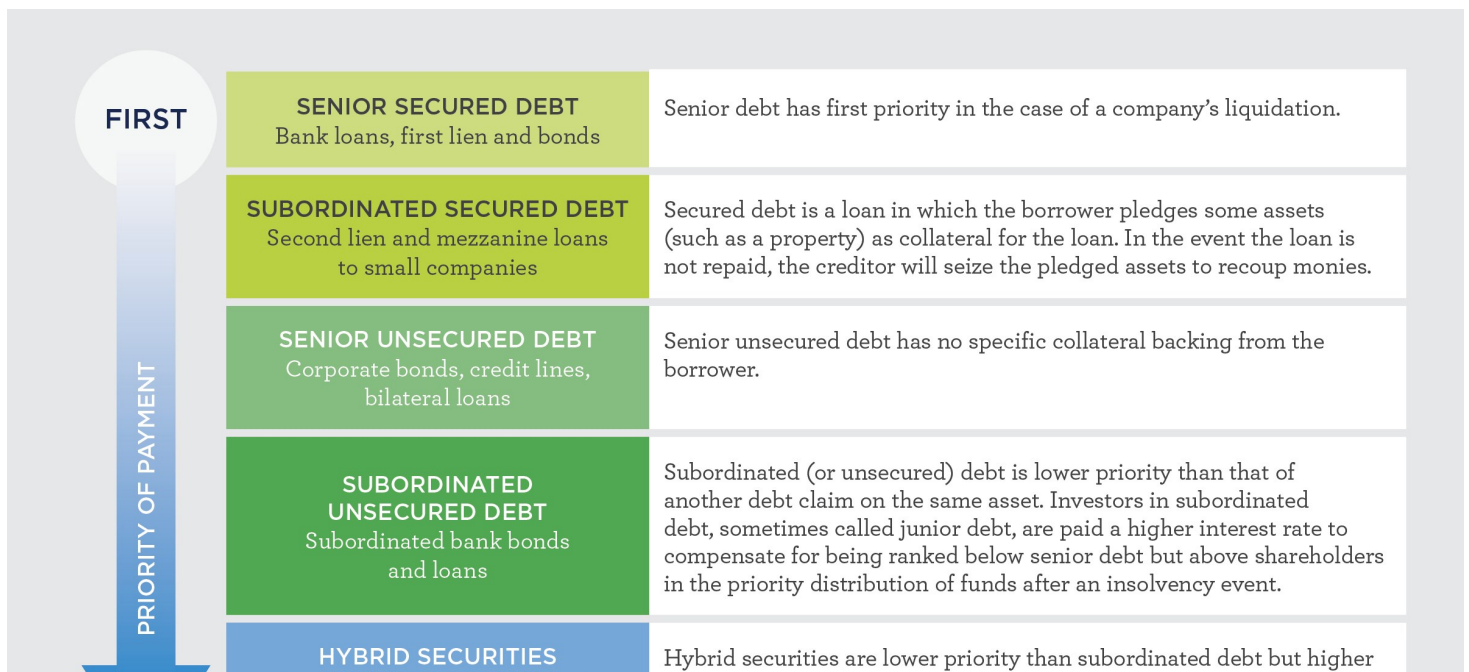 FIRST
SENIOR SECURED DEBT
Bank loans, first lien and bonds
Senior debt has first priority in the case of a company’s liquidation.
SUBORDINATED SECURED DEBT
Second lien and mezzanine loans
to small companies
Secured debt is a loan in which the borrower pledges some assets
(such as a property) as collateral for the loan. In the event the loan is
not repaid, the creditor will seize the pledged assets to recoup monies.
SENIOR UNSECURED DEBT
Corporate bonds, credit lines,
bilateral loans
Senior unsecured debt has no specific collateral backing from the
borrower.
SUBORDINATED
UNSECURED DEBT
Subordinated bank bonds
and loans
Subordinated (or unsecured) debt is lower priority than that of
another debt claim on the same asset. Investors in subordinated
debt, sometimes called junior debt, are paid a higher interest rate to
compensate for being ranked below senior debt but above shareholders
in the priority distribution of funds after an insolvency event.
HYBRID SECURITIES
Hybrid securities are lower priority than subordinated debt but higher
PRIORITY OF PAYMENT